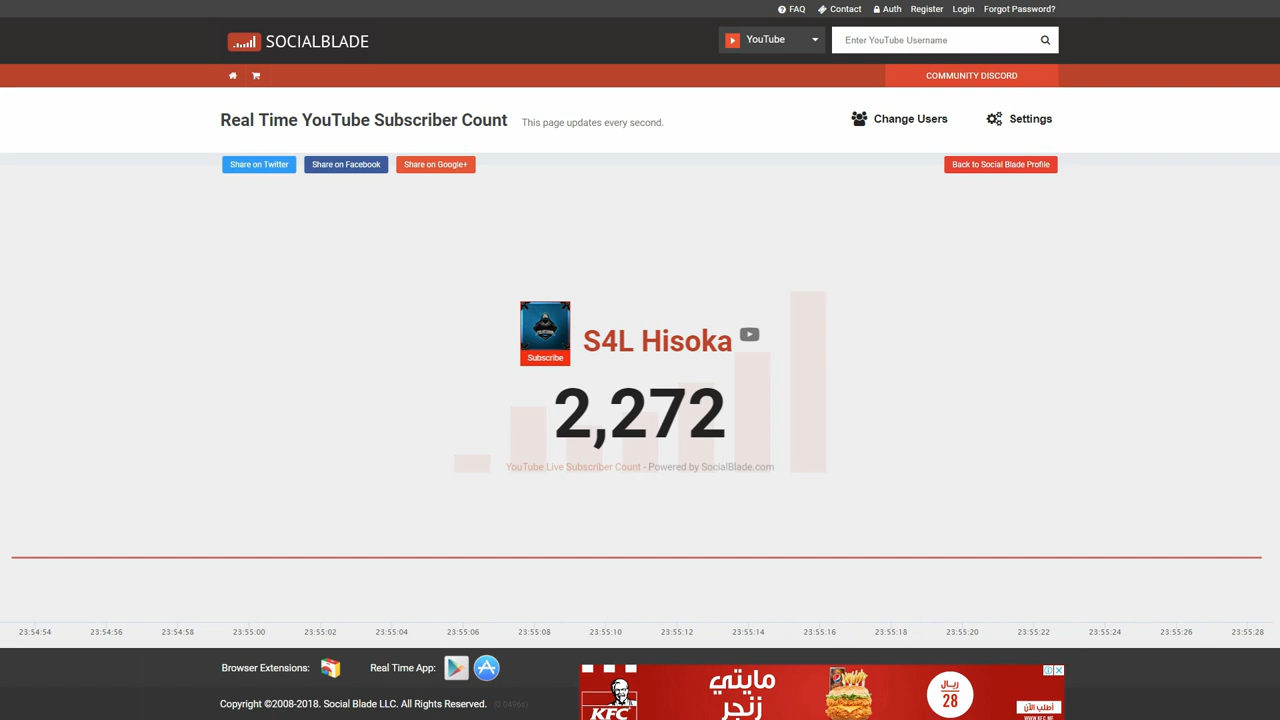 FAQ Contact Auth Register Login Forgot Password?
SOCIALBLADE
YouTube
Enter YouTube Username
COMMUNITY DISCORD
Real Time YouTube Subscriber Count
This page updates every second.
Change Users
Settings
Share on Twitter
Share on Facebook
Share on Google+
Back to Social Blade Profile
Subscribe
S4L Hisoka
2,272
YouTube Live Subscriber Count - Powered by SocialBlade.com
23:54:54 23:54:56 23:54:58 23:55:00 23:55:02 23:55:04 23:55:06 23:55:08 23:55:10 23:55:12 23:55:14 23:55:16 23:55:18 23:55:20 23:55:22 23:55:24 23:55:26 23:55:28
Browser Extensions:
Real Time App:
Copyright ©2008-2018. Social Blade LLC. All Rights Reserved.
(0.0496s)
KFC
مايتي
زنجر
ريال
28
أطلب الآن